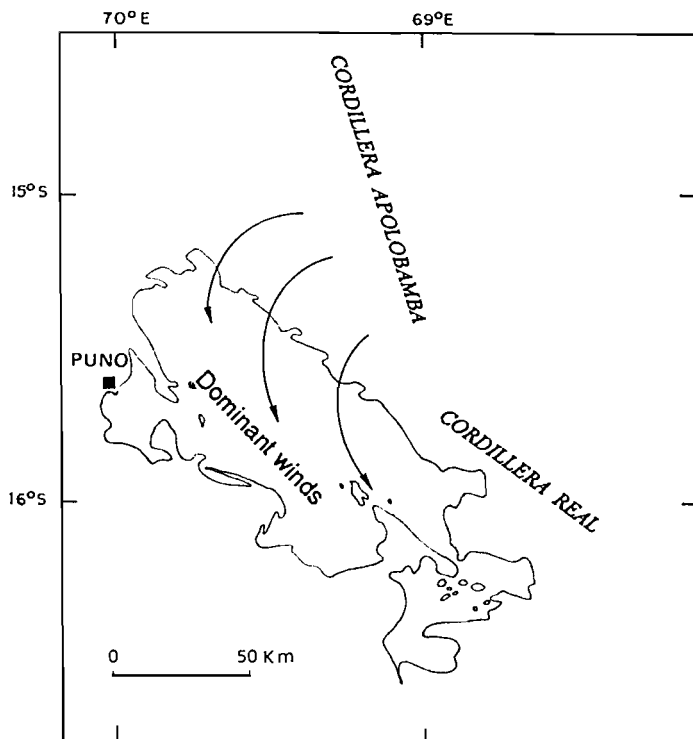 70°E 69°E
CORDILLERA APOLOBAMBA
15°S
PUNO
Dominant winds
CORDILLERA REAL
16°S
0 50 Km